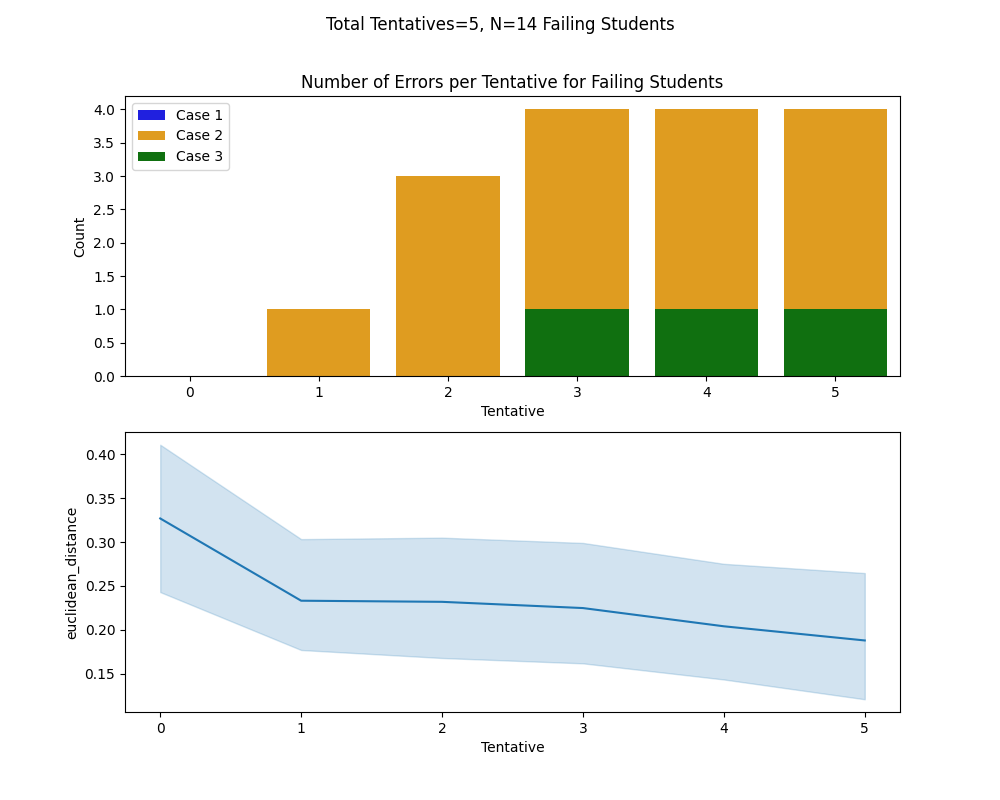 Total Tentatives=5, N=14 Failing Students
Number of Errors per Tentative for Failing Students
Case 1
Case 2
Case 3
Count
4.0
3.5
3.0
2.5
2.0
1.5
1.0
0.5
0.0
0 1 2 3 4 5
Tentative
euclidean_distance
0.40
0.35
0.30
0.25
0.20
0.15
0 1 2 3 4 5
Tentative